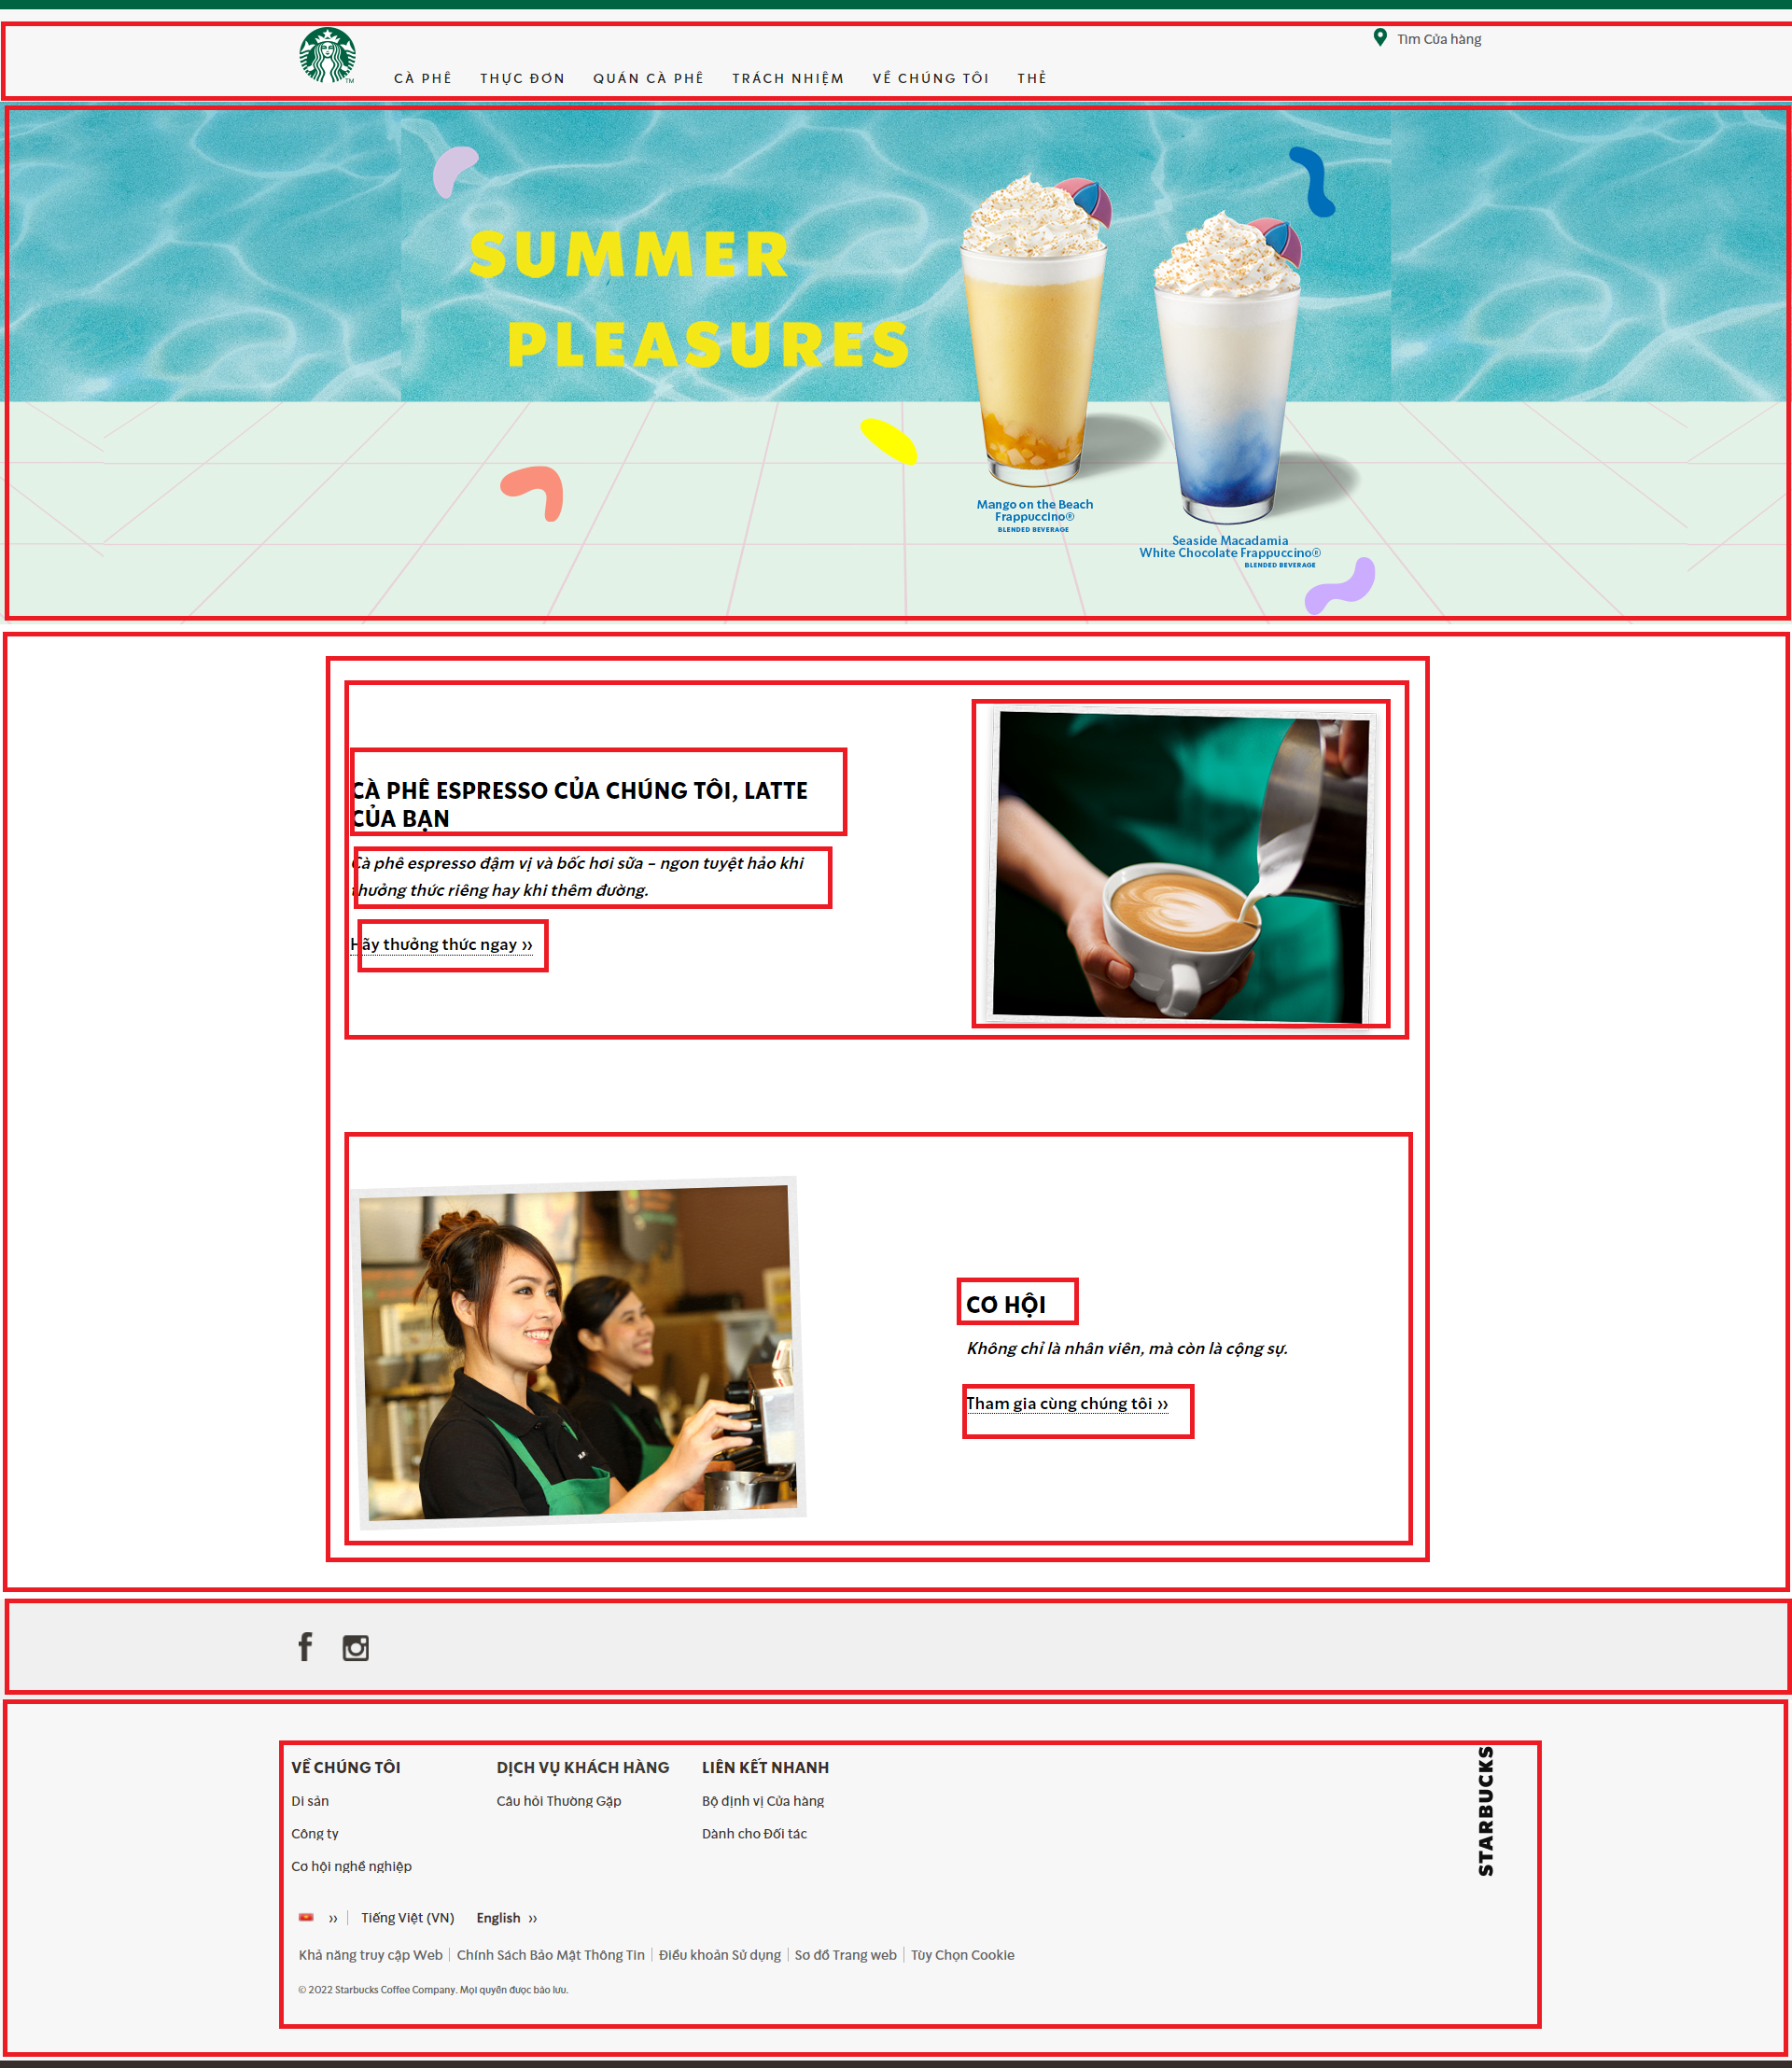 TM
Tìm Cửa hàng
CÀ PHÊ THỰC ĐƠN QUÁN CÀ PHÊ TRÁCH NHIỆM VỀ CHÚNG TÔI THẺ
SUMMER
PLEASURES
Mango on the Beach
Frappuccino®
BLENDED BEVERAGE
Seaside Macadamia
White Chocolate Frappuccino®
BLENDED BEVERAGE
CÀ PHÊ ESPRESSO CỦA CHÚNG TÔI, LATTE
CỦA BẠN
Cà phê espresso đậm vị và bốc hơi sữa – ngon tuyệt hảo khi
thưởng thức riêng hay khi thêm đường.
Hãy thưởng thức ngay ››
CƠ HỘI
Không chỉ là nhân viên, mà còn là cộng sự.
Tham gia cùng chúng tôi ››
VỀ CHÚNG TÔI
Di sản
Công ty
Cơ hội nghề nghiệp
DỊCH VỤ KHÁCH HÀNG
Câu hỏi Thường Gặp
LIÊN KẾT NHANH
Bộ định vị Cửa hàng
Dành cho Đối tác
STARBUCKS
›› Tiếng Việt (VN) English ››
Khả năng truy cập Web Chính Sách Bảo Mật Thông Tin Điều khoản Sử dụng Sơ đồ Trang web Tùy Chọn Cookie
© 2022 Starbucks Coffee Company. Mọi quyền được bảo lưu.